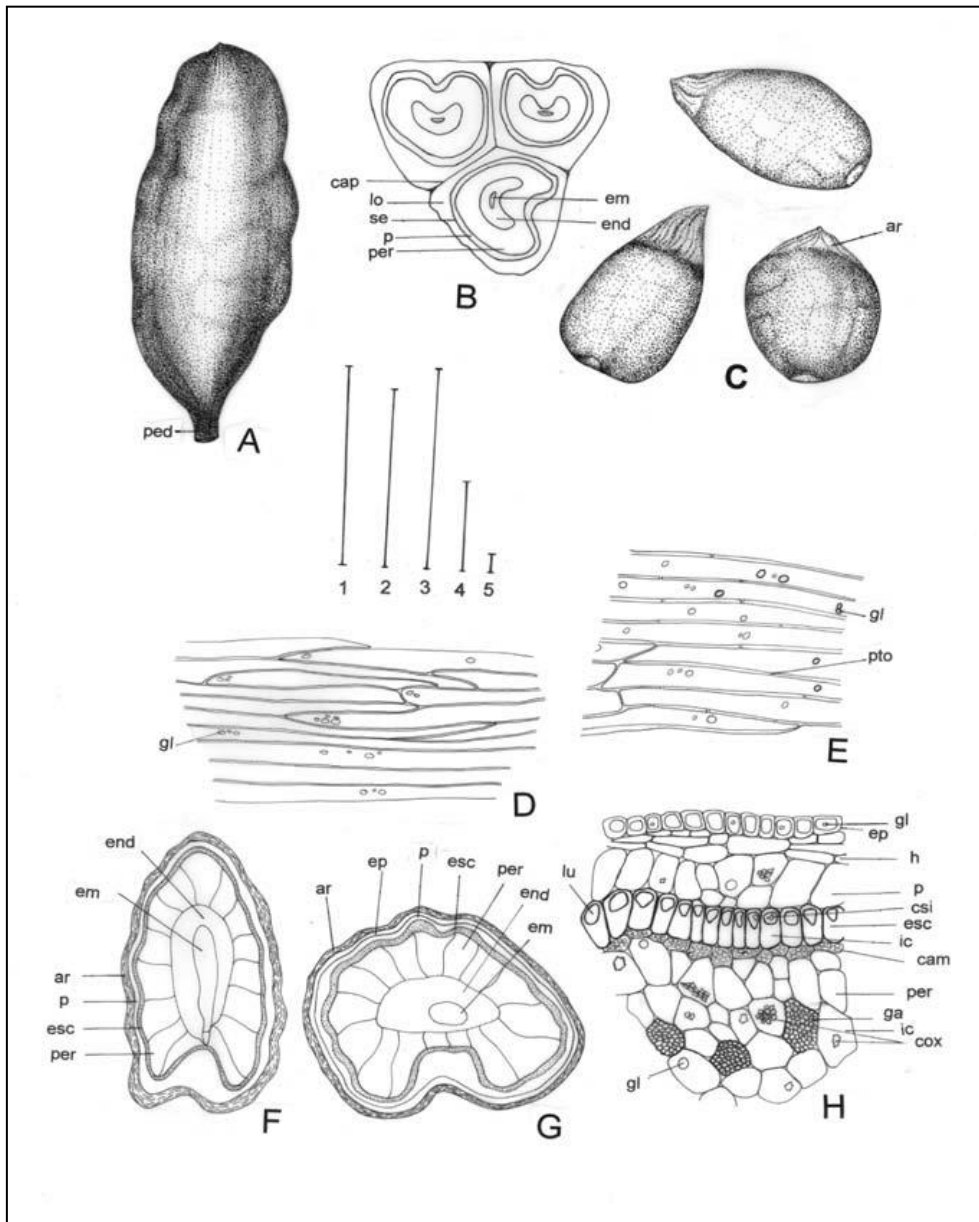 ped
A
cap
lo
se
p
per
em
end
B
ar
C
1 2 3 4 5
gl
D
gl
pto
E
end
em
ar
p
esc
per
F
ar
ep
p
esc
per
end
em
G
lu
gl
ep
h
p
csi
esc
ic
cam
per
ga
ic
cox
gl
H